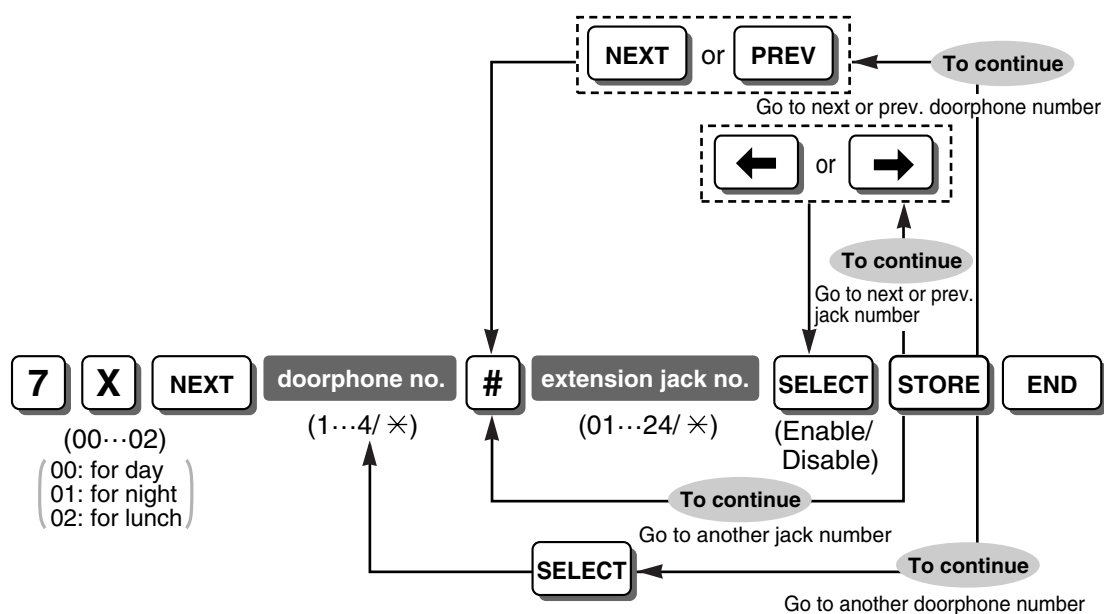 NEXT or PREV
To continue
Go to next or prev. doorphone number
← or →
To continue
Go to next or prev.
jack number
7 X NEXT doorphone no. # extension jack no. SELECT STORE END
(00···02)
(1···4/ ✳)
(01···24/ ✳)
(Enable/
Disable)
00: for day
01: for night
02: for lunch
To continue
Go to another jack number
SELECT
To continue
Go to another doorphone number